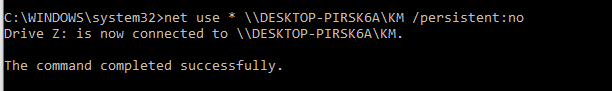 C:\WINDOWS\system32>net use * \\DESKTOP-PIRSK6A\KM /persistent:no
Drive Z: is now connected to \\DESKTOP-PIRSK6A\KM.
The command completed successfully.